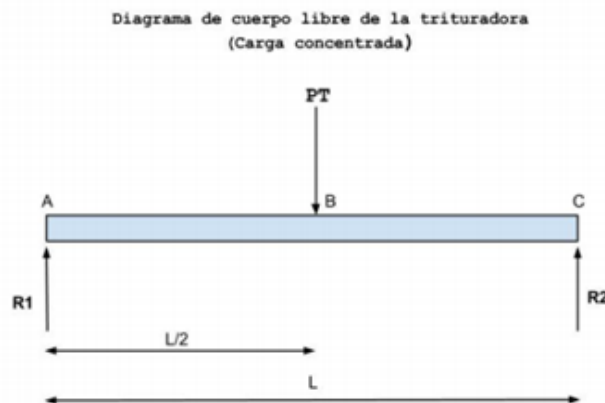 Diagrama de cuerpo libre de la trituradora
(Carga concentrada)
PT
A
B
C
R1
R2
L/2
L